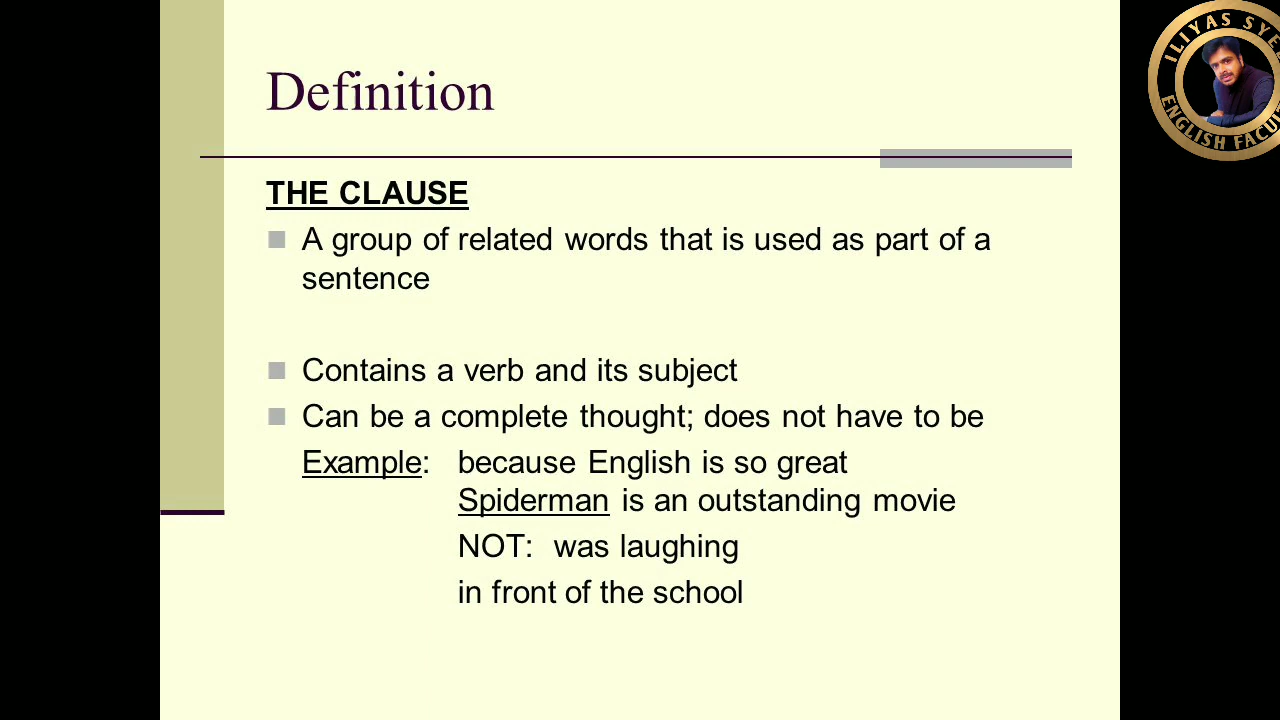 Definition
THE CLAUSE
A group of related words that is used as part of a
sentence
Contains a verb and its subject
Can be a complete thought; does not have to be
Example: because English is so great
Spiderman is an outstanding movie
NOT: was laughing
in front of the school
ILIYAS SYE
ENGLISH FACU